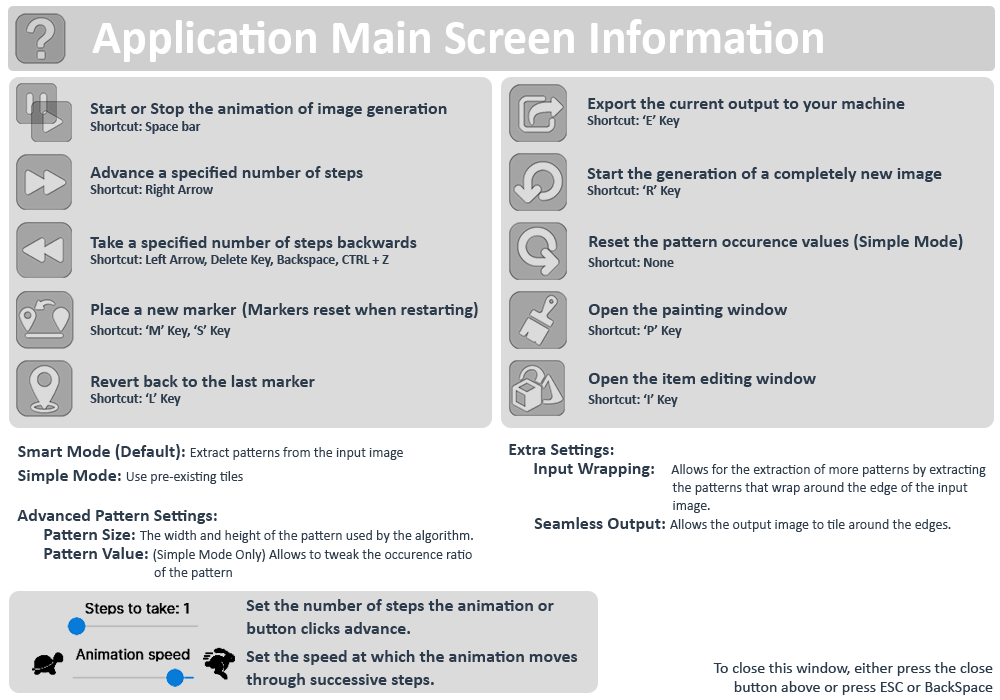 Application Main Screen Information
Start or Stop the animation of image generation
Shortcut: Space bar
Advance a specified number of steps
Shortcut: Right Arrow
Take a specified number of steps backwards
Shortcut: Left Arrow, Delete Key, Backspace, CTRL + Z
Place a new marker (Markers reset when restarting)
Shortcut: ‘M’ Key, ‘S’ Key
Revert back to the last marker
Shortcut: ‘L’ Key
Export the current output to your machine
Shortcut: ‘E’ Key
Start the generation of a completely new image
Shortcut: ‘R’ Key
Reset the pattern occurence values (Simple Mode)
Shortcut: None
Open the painting window
Shortcut: ‘P’ Key
Open the item editing window
Shortcut: ‘I’ Key
Smart Mode (Default): Extract patterns from the input image
Simple Mode: Use pre-existing tiles
Advanced Pattern Settings:
Pattern Size: The width and height of the pattern used by the algorithm.
Pattern Value: (Simple Mode Only) Allows to tweak the occurence ratio
of the pattern
Extra Settings:
Input Wrapping: Allows for the extraction of more patterns by extracting
the patterns that wrap around the edge of the input
image.
Seamless Output: Allows the output image to tile around the edges.
Steps to take: 1
Set the number of steps the animation or
button clicks advance.
Animation speed
Set the speed at which the animation moves
through successive steps.
To close this window, either press the close
button above or press ESC or BackSpace